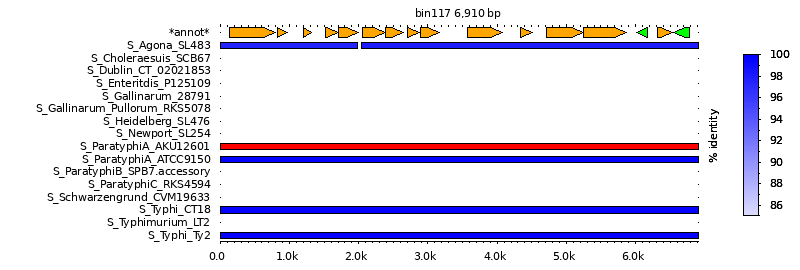 bin117 6,910 bp
*annot*
S_Agona_SL483
S_Choleraesuis_SCB67
S_Dublin_CT_02021853
S_Enteritidis_P125109
S_Gallinarum_28791
S_Gallinarum_Pullorum_RKS5078
S_Heidelberg_SL476
S_Newport_SL254
S_ParatyphiA_AKU12601
S_ParatyphiA_ATCC9150
S_ParatyphiB_SPB7.accessory
S_ParatyphiC_RKS4594
S_Schwarzengrund_CVM19633
S_Typhi_CT18
S_Typhimurium_LT2
S_Typhi_Ty2
0.0 1.0k 2.0k 3.0k 4.0k 5.0k 6.0k
% identity
100
98
96
94
92
90
88
86